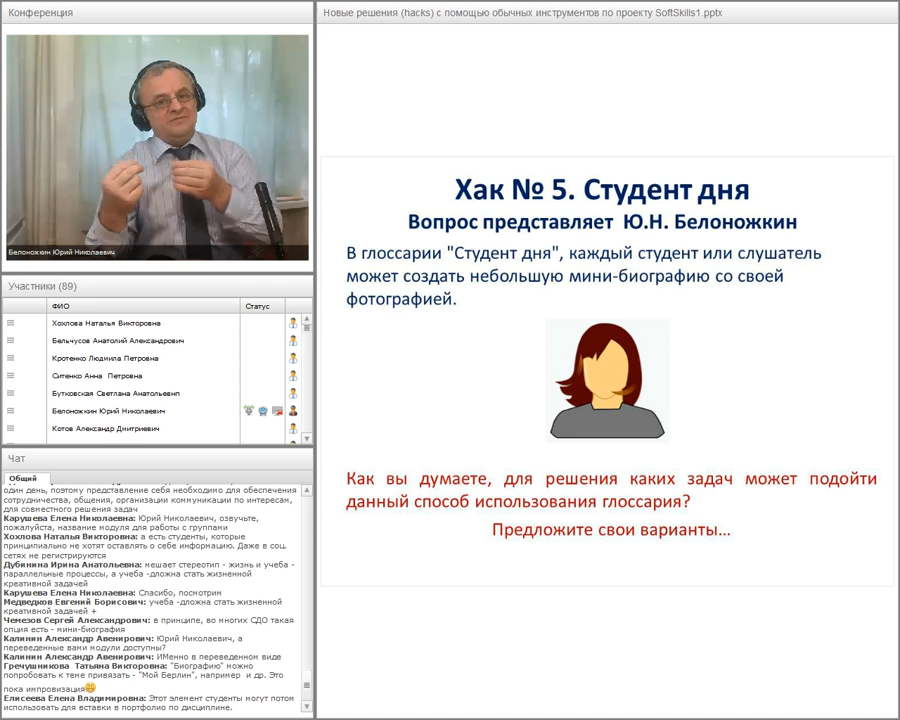 Конференция
Белоножкин Юрий Николаевич
Участники (89)
ФИО
Статус
Хохлова Наталья Викторовна
Бельчусов Анатолий Александрович
Кротенко Людмила Петровна
Ситенко Анна Петровна
Бутковская Светлана Анатольевнп
Белоножкин Юрий Николаевич
Котов Александр Дмитриевич
Чат
Общий
один день, поэтому представление себя необходимо для обеспечения
сотрудничества, общения, организации коммуникации по интересам,
для совместного решения задач
Карушева Елена Николаевна: Юрий Николаевич, озвучьте,
пожалуйста, название модуля для работы с группами
Хохлова Наталья Викторовна: а есть студенты, которые
принципиально не хотят оставлять о себе информацию. Даже в соц.
сетях не регистрируются
Дубинина Ирина Анатольевна: мешает стереотип - жизнь и учеба -
параллельные процессы, а учеба -дложна стать жизненной
креативной задачей
Карушева Елена Николаевна: Спасибо, посмотрин
Медведков Евгений Борисович: учеба -дложна стать жизненной
креативной задачей +
Чемезов Сергей Александрович: в принципе, во многих СДО такая
опция есть - мини-биография
Калинин Александр Авенирович: Юрий Николаевич, а
переведенные вами модули доступны?
Калинин Александр Авенирович: ИМенно в переведенном виде
Гречушникова Татьяна Викторовна: "Биографию" можно
попробовать к теме привязать - "Мой Берлин", например и др. Это
пока импровизация
Елисеева Елена Владимировна: Этот элемент студенты могут потом
использовать для вставки в портфолио по дисциплине.
Новые решения (hacks) с помощью обычных инструментов по проекту SoftSkills1.pptx
Хак № 5. Студент дня
Вопрос представляет Ю.Н. Белоножкин
В глоссарии "Студент дня", каждый студент или слушатель
может создать небольшую мини-биографию со своей
фотографией.
Как вы думаете, для решения каких задач может подойти
данный способ использования глоссария?
Предложите свои варианты...